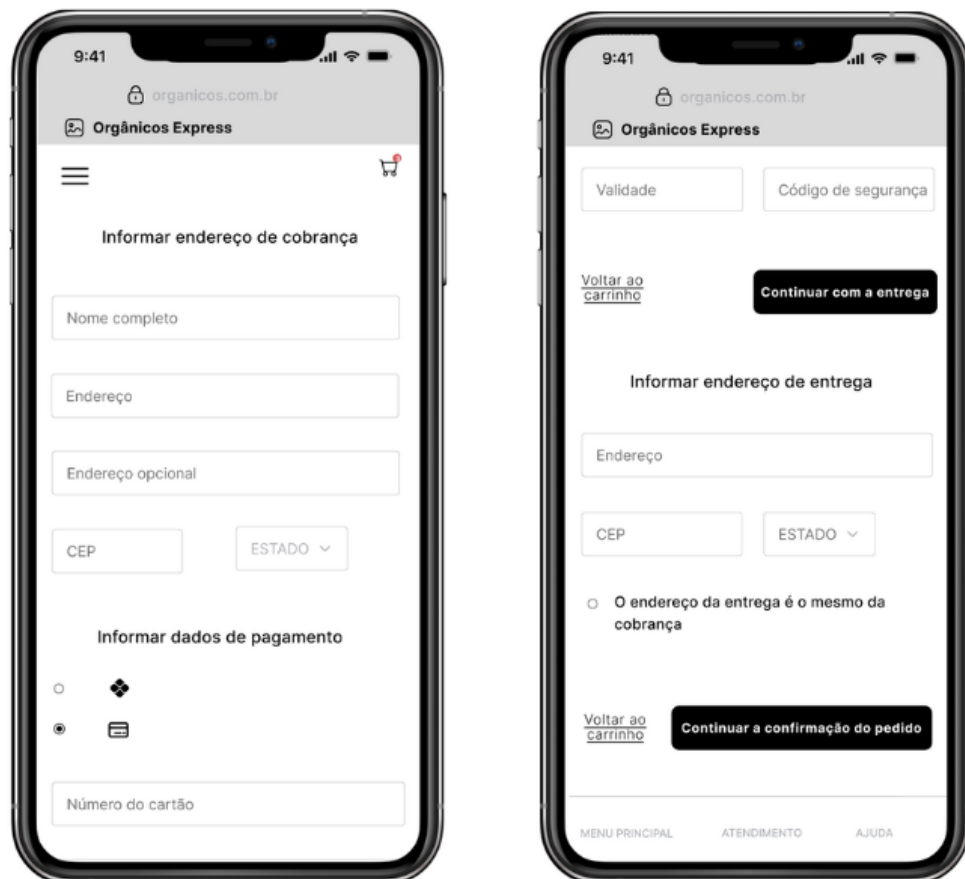 9:41
organicos.com.br
Orgânicos Express
Informar endereço de cobrança
Nome completo
Endereço
Endereço opcional
CEP
ESTADO
Informar dados de pagamento
Número do cartão
9:41
organicos.com.br
Orgânicos Express
Validade
Código de segurança
Voltar ao
carrinho
Continuar com a entrega
Informar endereço de entrega
Endereço
CEP
ESTADO
O endereço da entrega é o mesmo da
cobrança
Voltar ao
carrinho
Continuar a confirmação do pedido
MENU PRINCIPAL
ATENDIMENTO
AJUDA